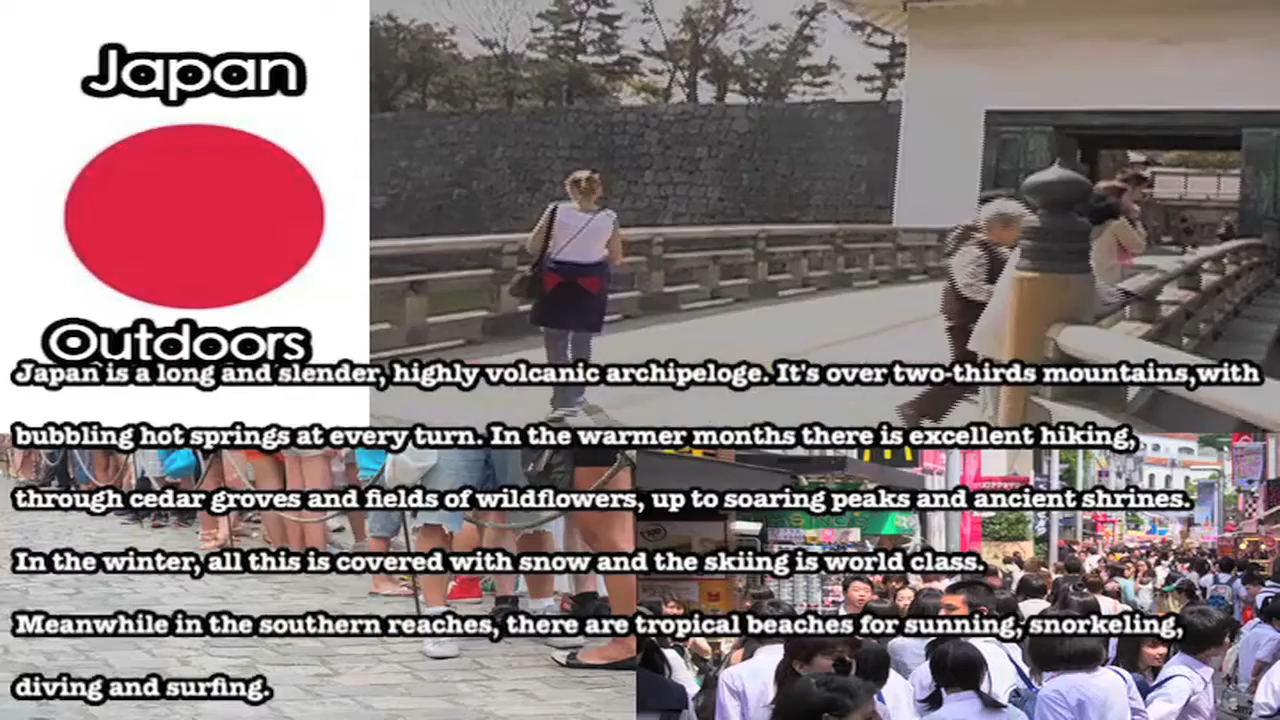 Japan
Outdoors
Japan is a long and slender, highly volcanic archipeloge. It's over two-thirds mountains,with
bubbling hot springs at every turn. In the warmer months there is excellent hiking,
through cedar groves and fields of wildflowers, up to soaring peaks and ancient shrines.
In the winter, all this is covered with snow and the skiing is world class.
Meanwhile in the southern reaches, there are tropical beaches for sunning, snorkeling,
diving and surfing.